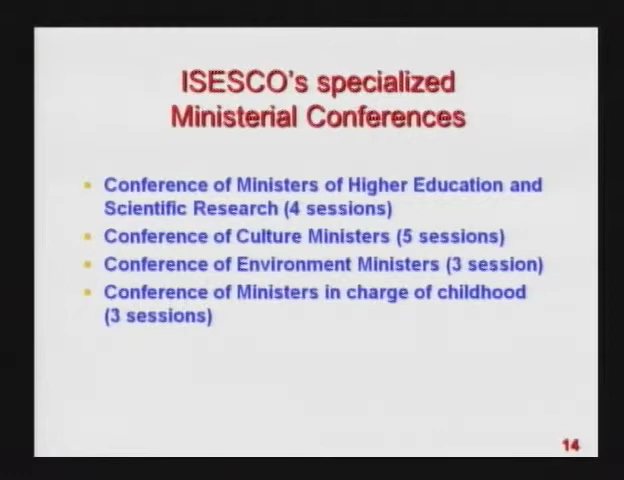 ISESCO's specialized
Ministerial Conferences
Conference of Ministers of Higher Education and
Scientific Research (4 sessions)
Conference of Culture Ministers (5 sessions)
Conference of Environment Ministers (3 session)
Conference of Ministers in charge of childhood
(3 sessions)
14